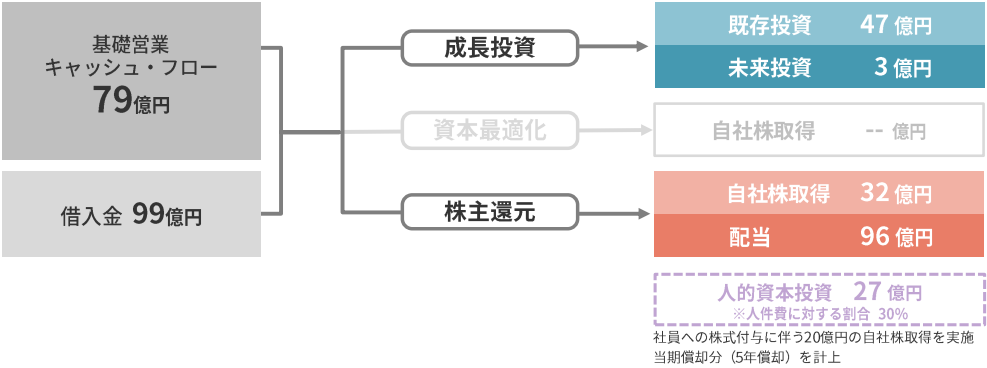 基礎営業
キャッシュ・フロー
79億円
借入金 99億円
成長投資
資本最適化
株主還元
既存投資 47 億円
未来投資 3 億円
自社株取得 -- 億円
自社株取得 32 億円
配当 96 億円
人的資本投資 27 億円
※人件費に対する割合 30%
社員への株式付与に伴う20億円の自社株取得を実施
当期償却分（5年償却）を計上